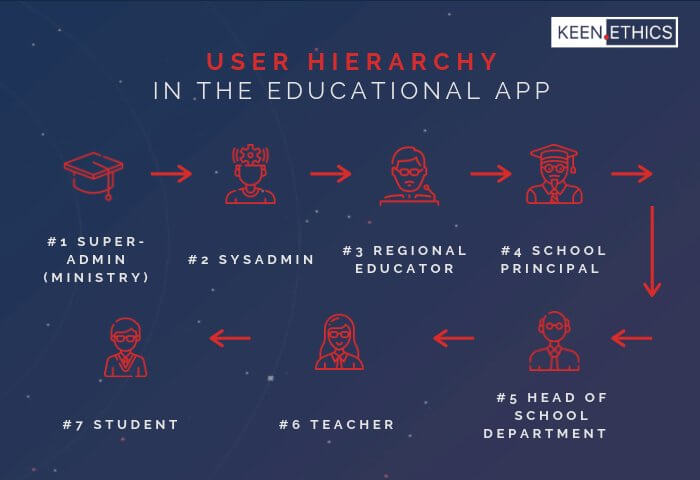 KEEN.ETHICS
USER HIERARCHY
IN THE EDUCATIONAL APP
#1 SUPER-
ADMIN
(MINISTRY)
#2 SYSADMIN
#3 REGIONAL
EDUCATOR
#4 SCHOOL
PRINCIPAL
#5 HEAD OF
SCHOOL
DEPARTMENT
#6 TEACHER
#7 STUDENT